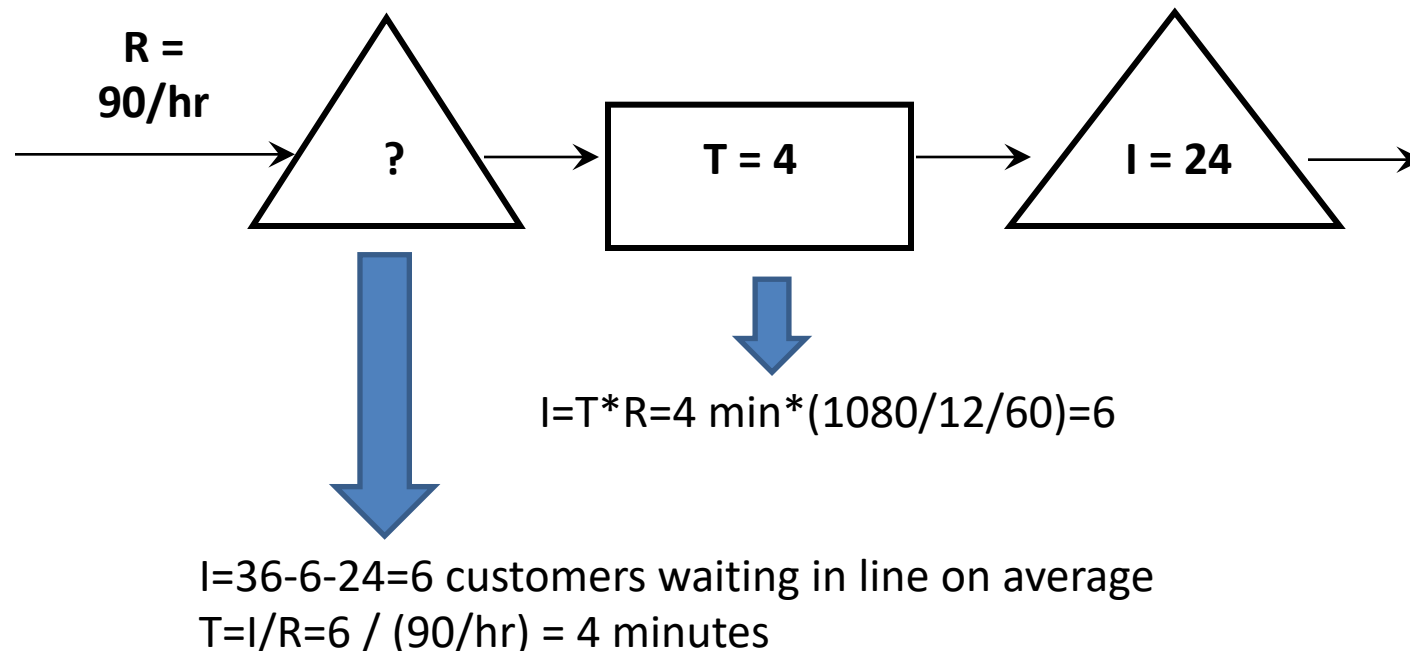 R =
90/hr
?
T = 4
I = 24
I=T*R=4 min*(1080/12/60)=6
I=36-6-24=6 customers waiting in line on average
T=I/R=6 / (90/hr) = 4 minutes